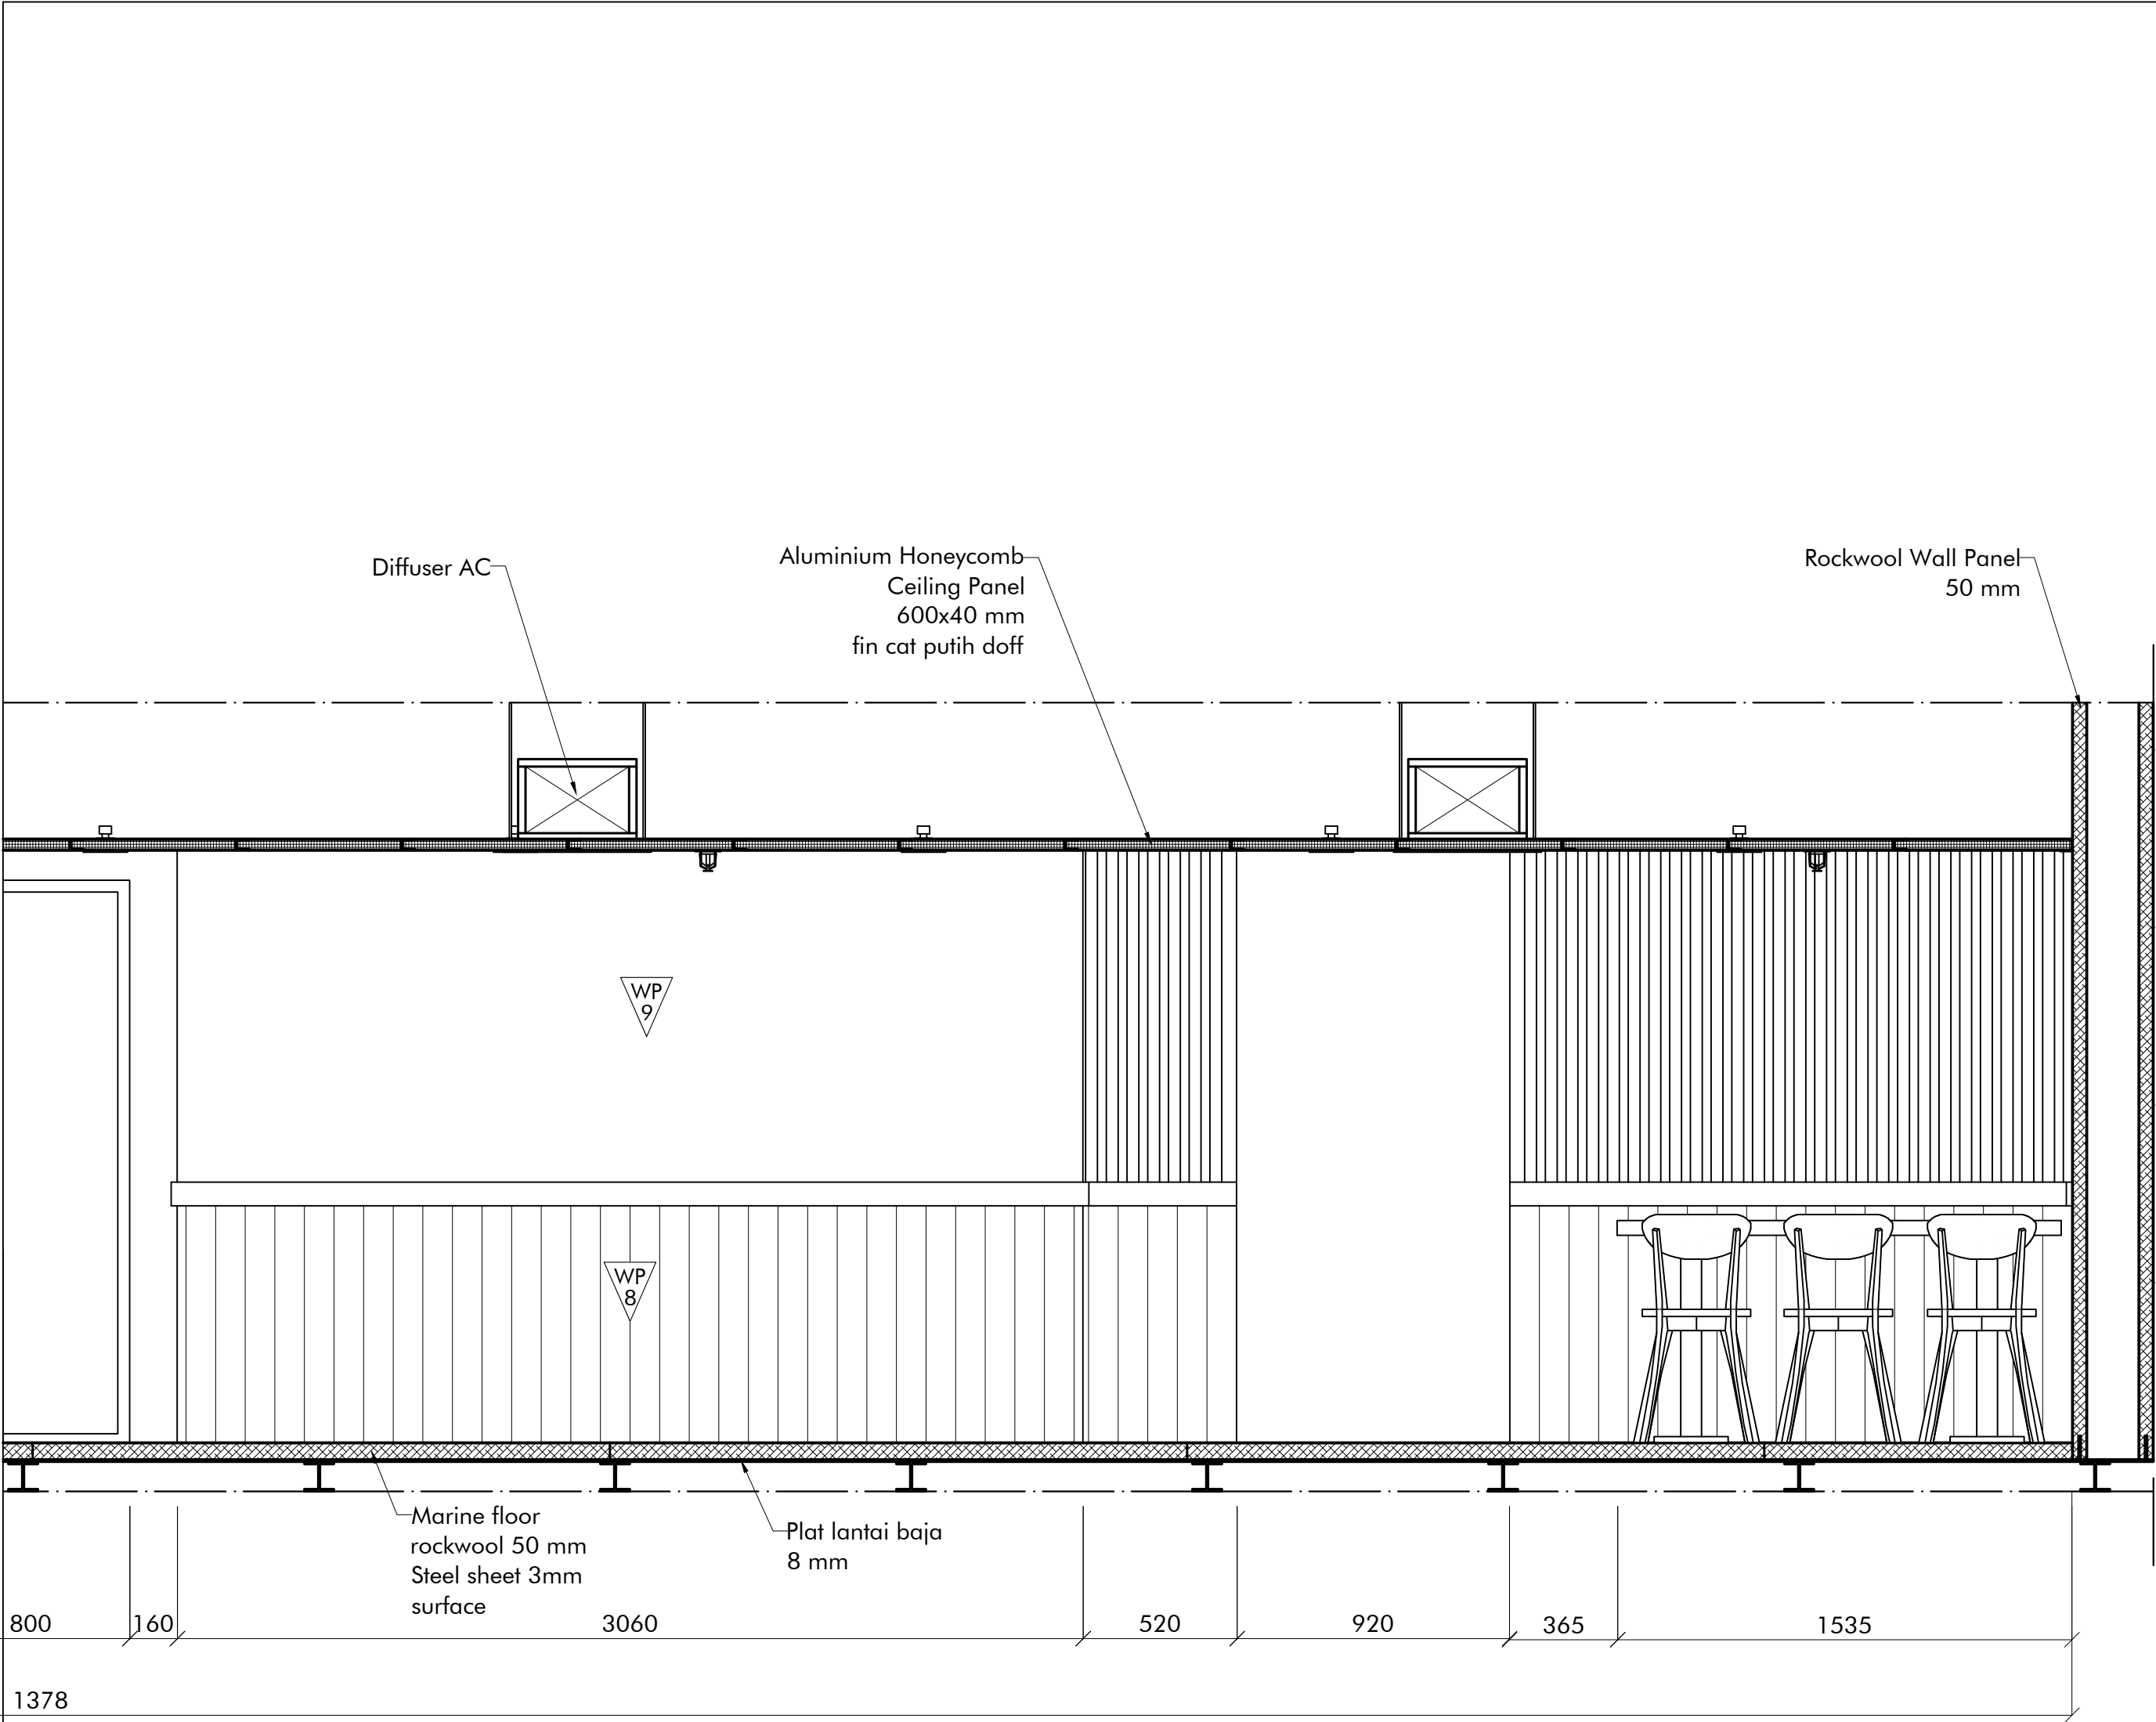 Diffuser AC
Aluminium Honeycomb
Ceiling Panel
600x40 mm
fin cat putih doff
Rockwool Wall Panel
50 mm
WP
9
WP
8
Marine floor
rockwool 50 mm
Steel sheet 3mm
surface
Plat lantai baja
8 mm
800
160
3060
520
920
365
1535
1378